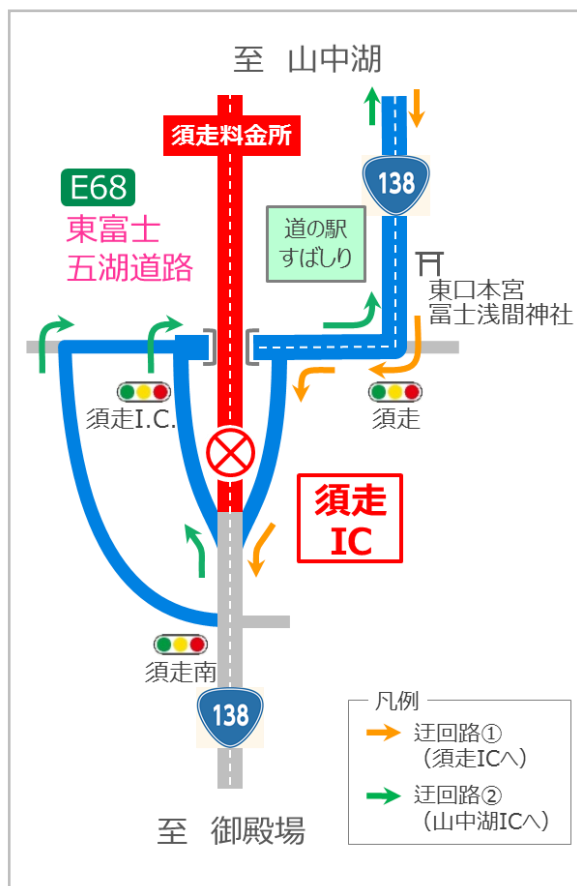 至 山中湖
須走料金所
138
E68
東富士
五湖道路
道の駅
すばしり
東口本宮
冨士浅間神社
須走I.C.
須走
須走
IC
須走南
138
凡例
迂回路①
（須走ICへ）
迂回路②
（山中湖ICへ）
至 御殿場